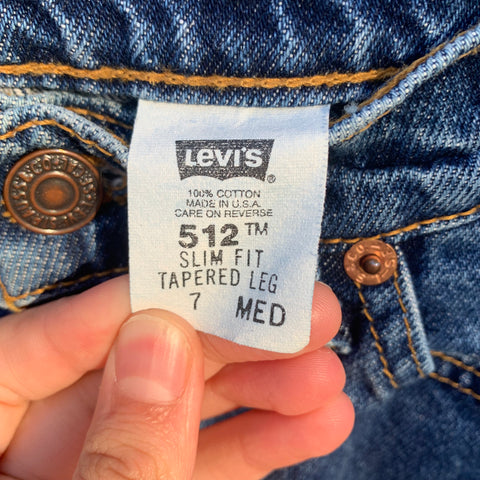 LEVI'S®
100% COTTON
MADE IN U.S.A.
CARE ON REVERSE
512™
SLIM FIT
TAPERED LEG
7 MED